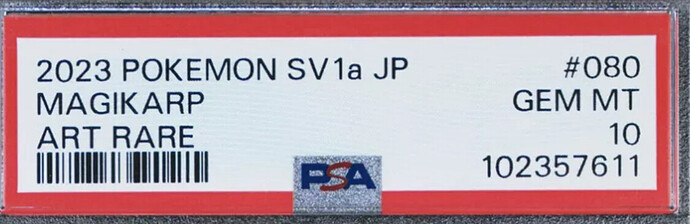 2023 POKEMON SV1a JP #080
MAGIKARP GEM MT
ART RARE 10
102357611
PSA